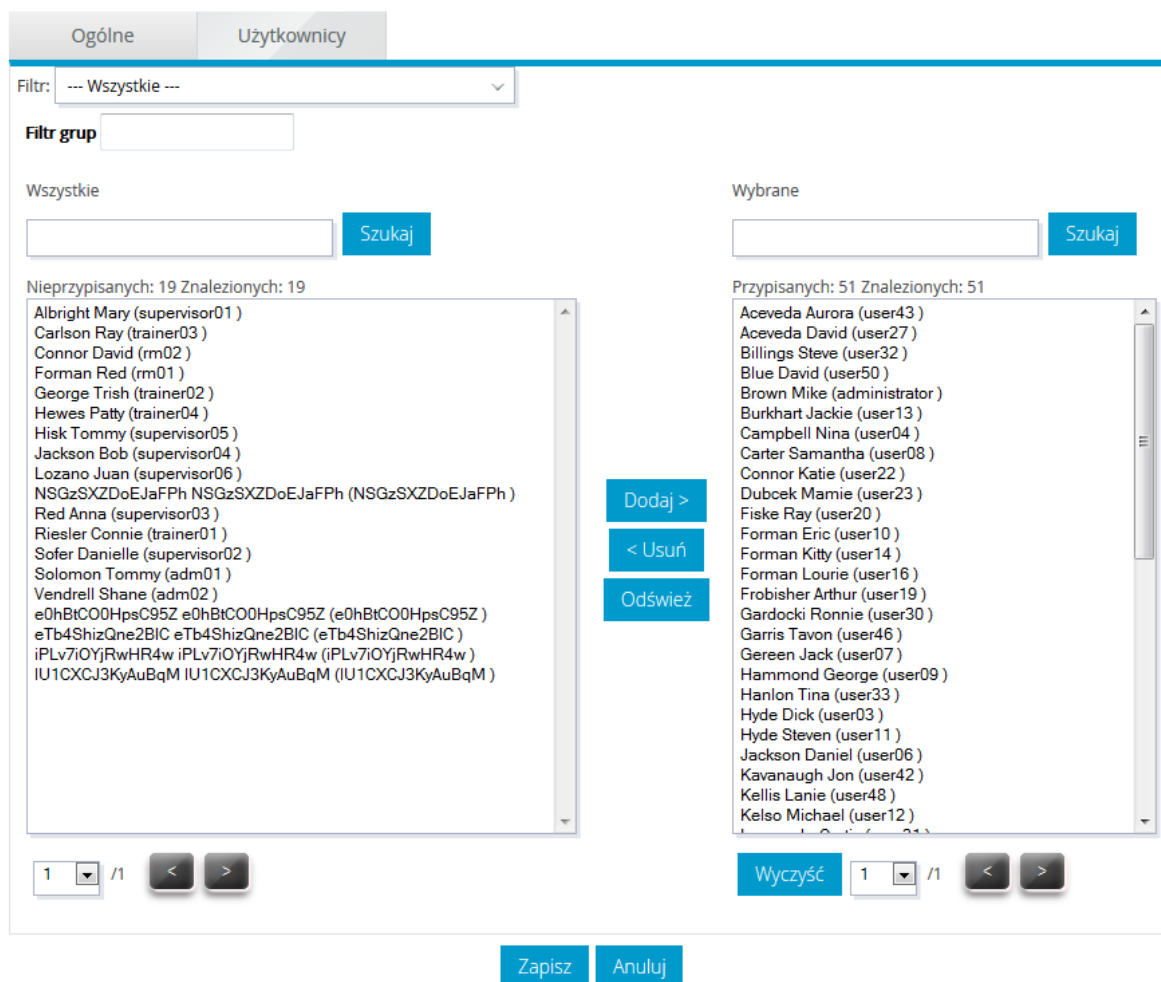 Ogólne Użytkownicy
Filtr: --- Wszystkie ---
Filtr grup
Wszystkie
Szukaj
Nieprzypisanych: 19 Znalezionych: 19
Albright Mary (supervisor01 )
Carlson Ray (trainer03 )
Connor David (rm02 )
Forman Red (rm01 )
George Trish (trainer02 )
Hewes Patty (trainer04 )
Hisk Tommy (supervisor05 )
Jackson Bob (supervisor04 )
Lozano Juan (supervisor06 )
NSGzSXZDoEJaFPh NSGzSXZDoEJaFPh (NSGzSXZDoEJaFPh )
Red Anna (supervisor03 )
Riesler Connie (trainer01 )
Sofer Danielle (supervisor02 )
Solomon Tommy (adm01 )
Vendrell Shane (adm02 )
e0hBtCO0HpsC95Z e0hBtCO0HpsC95Z (e0hBtCO0HpsC95Z )
eTb4ShizQne2BIC eTb4ShizQne2BIC (eTb4ShizQne2BIC )
iPLv7iOYjRwHR4w iPLv7iOYjRwHR4w (iPLv7iOYjRwHR4w )
IU1CXCJ3KyAuBqM IU1CXCJ3KyAuBqM (IU1CXCJ3KyAuBqM )
1 /1 < >
Dodaj >
< Usuń
Odśwież
Wybrane
Szukaj
Przypisanych: 51 Znalezionych: 51
Aceveda Aurora (user43 )
Aceveda David (user27 )
Billings Steve (user32 )
Blue David (user50 )
Brown Mike (administrator )
Burkhart Jackie (user13 )
Campbell Nina (user04 )
Carter Samantha (user08 )
Connor Katie (user22 )
Dubcek Mamie (user23 )
Fiske Ray (user20 )
Forman Eric (user10 )
Forman Kitty (user14 )
Forman Lourie (user16 )
Frobisher Arthur (user19 )
Gardocki Ronnie (user30 )
Garris Tavon (user46 )
Gereen Jack (user07 )
Hammond George (user09 )
Hanlon Tina (user33 )
Hyde Dick (user03 )
Hyde Steven (user11 )
Jackson Daniel (user06 )
Kavanaugh Jon (user42 )
Kellis Lanie (user48 )
Kelso Michael (user12 )
Wyczyść 1 /1 < >
Zapisz Anuluj